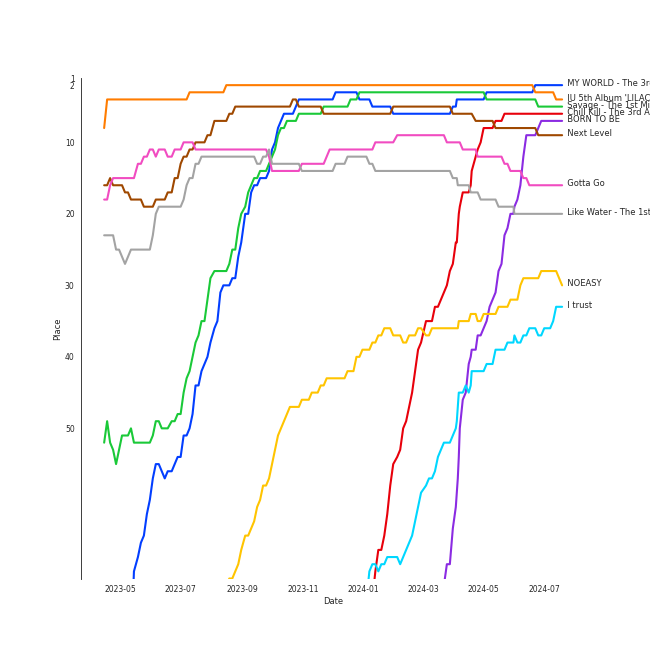 1
2
10
20
30
40
50
Place
2023-05
2023-07
2023-09
2023-11
2024-01
2024-03
2024-05
2024-07
Date
MY WORLD - The 3r
IU 5th Album 'LILAC
Savage - The 1st Mi
Chill Kill - The 3rd A
BORN TO BE
Next Level
Gotta Go
Like Water - The 1st
NOEASY
I trust